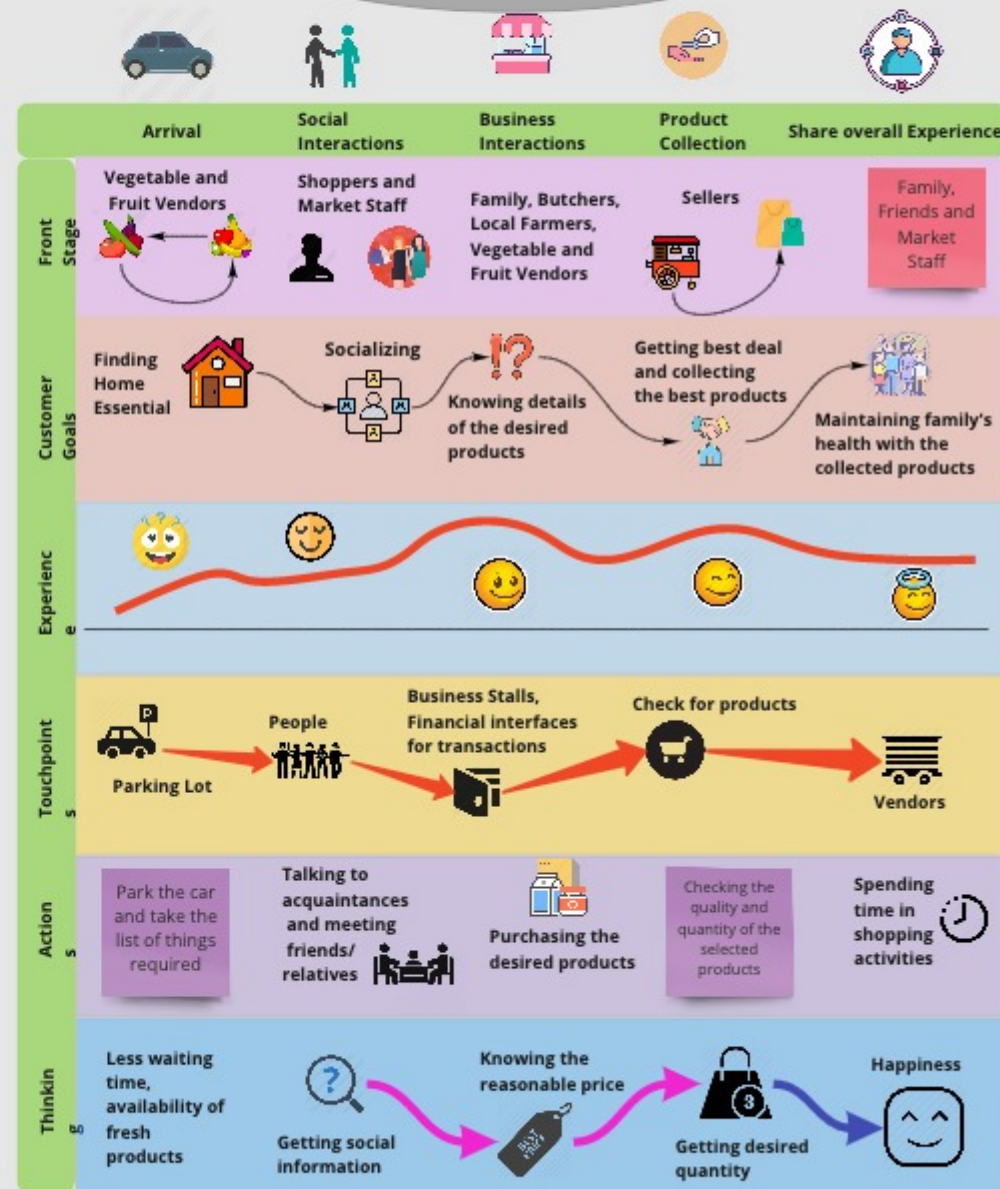 Arrival
Social
Interactions
Business
Interactions
Product
Collection
Share overall Experience
Front
Stage
Vegetable and
Fruit Vendors
Shoppers and
Market Staff
Family, Butchers,
Local Farmers,
Vegetable and
Fruit Vendors
Sellers
Family,
Friends and
Market
Staff
Customer
Goals
Finding
Home
Essential
Socializing
!?
Knowing details
of the desired
products
Getting best deal
and collecting
the best products
Maintaining family's
health with the
collected products
Experienc
e
Touchpoint
s
P
Parking Lot
People
Business Stalls,
Financial interfaces
for transactions
Check for products
Vendors
Action
s
Park the car
and take the
list of things
required
Talking to
acquaintances
and meeting
friends/
relatives
Purchasing the
desired products
Checking the
quality and
quantity of the
selected
products
Spending
time in
shopping
activities
Thinkin
g
Less waiting
time,
availability of
fresh
products
?
Getting social
information
Knowing the
reasonable price
BEST
PRICE
3
Getting desired
quantity
Happiness